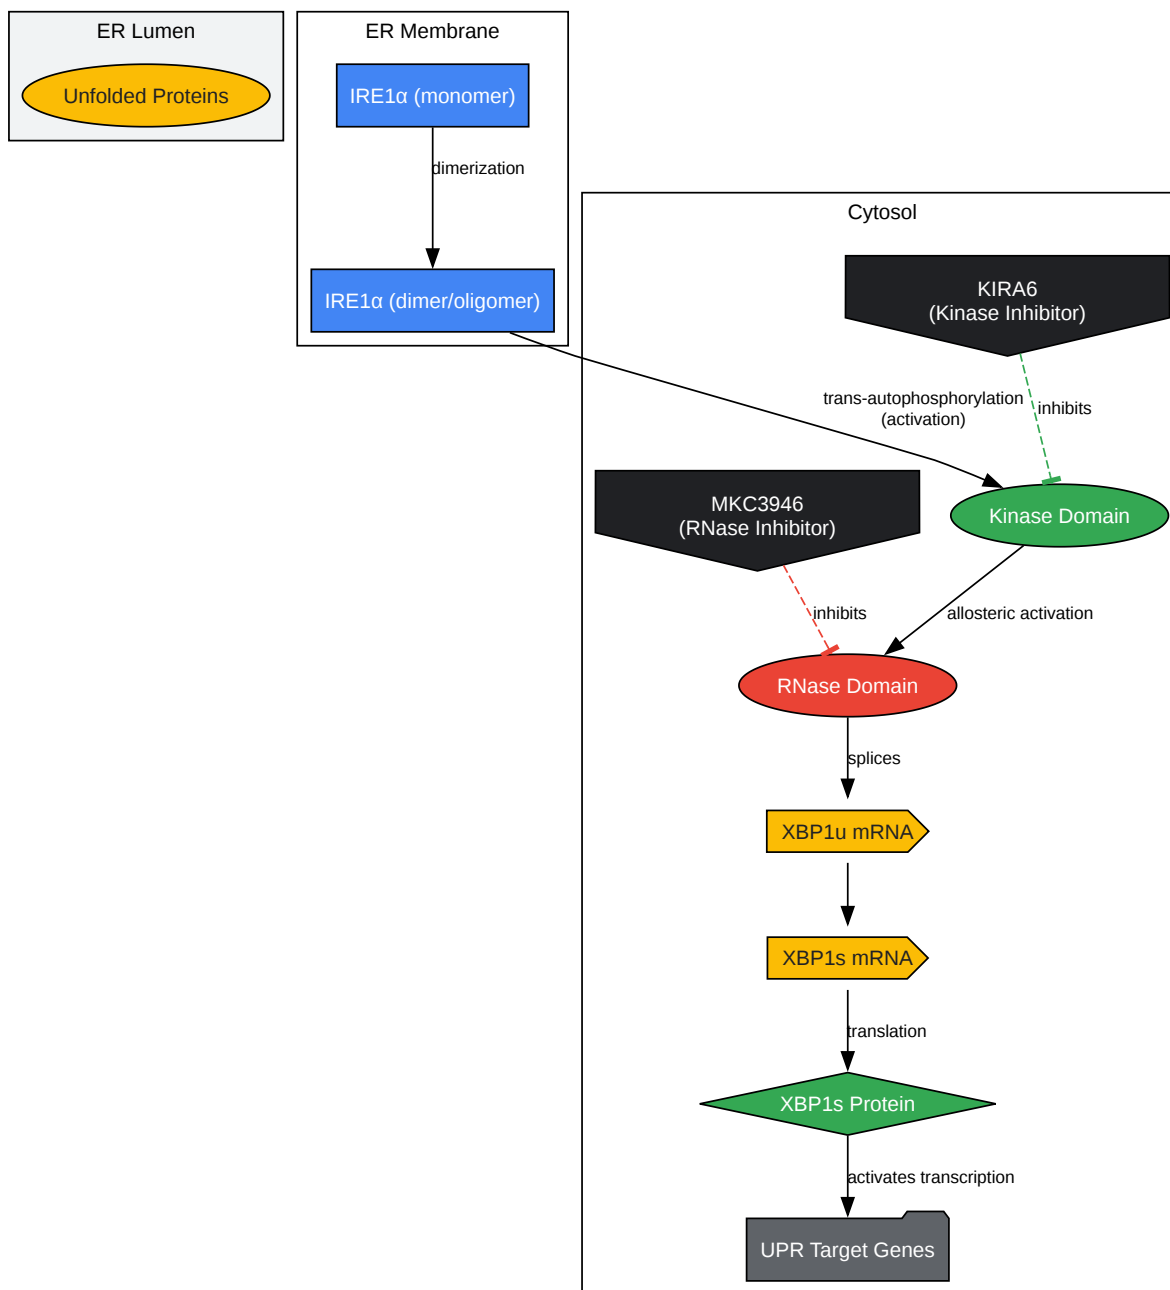 ER Lumen
Unfolded Proteins
ER Membrane
IRE1α (monomer)
dimerization
IRE1α (dimer/oligomer)
Cytosol
KIRA6
(Kinase Inhibitor)
trans-autophosphorylation
(activation)
inhibits
MKC3946
(RNase Inhibitor)
Kinase Domain
inhibits
allosteric activation
RNase Domain
splices
XBP1u mRNA
XBP1s mRNA
translation
XBP1s Protein
activates transcription
UPR Target Genes